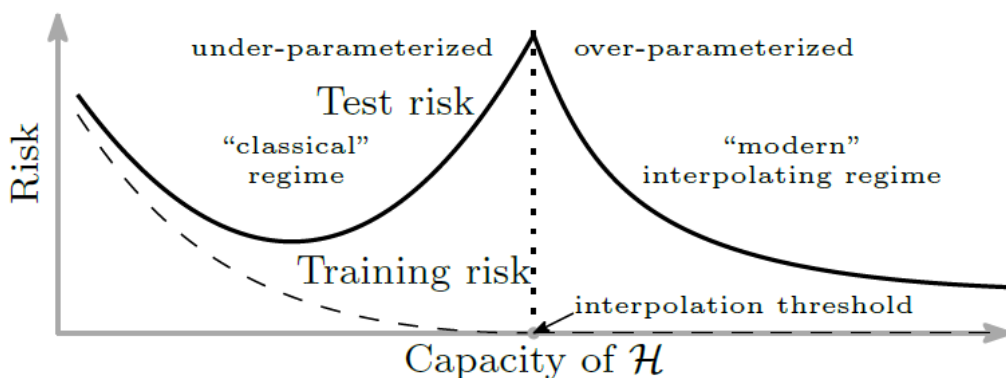 under-parameterized
over-parameterized
Test risk
“classical”
regime
“modern”
interpolating regime
Risk
Training risk
interpolation threshold
Capacity of ℋ